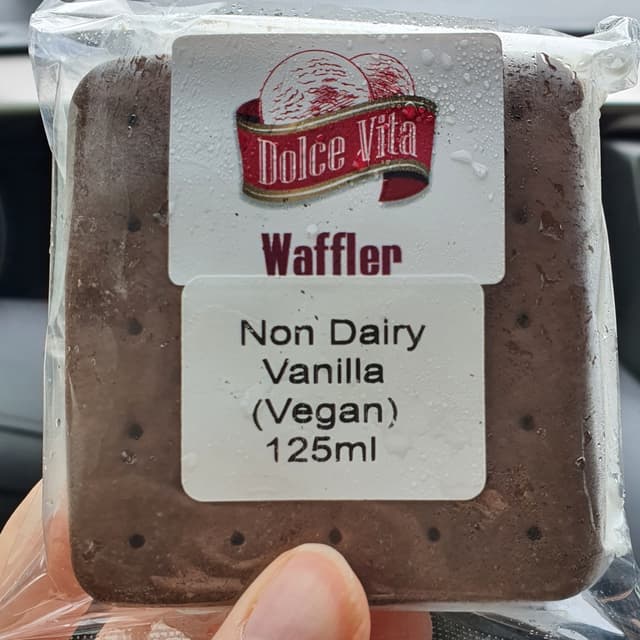 Dolce Vita
Waffler
Non Dairy
Vanilla
(Vegan)
125ml